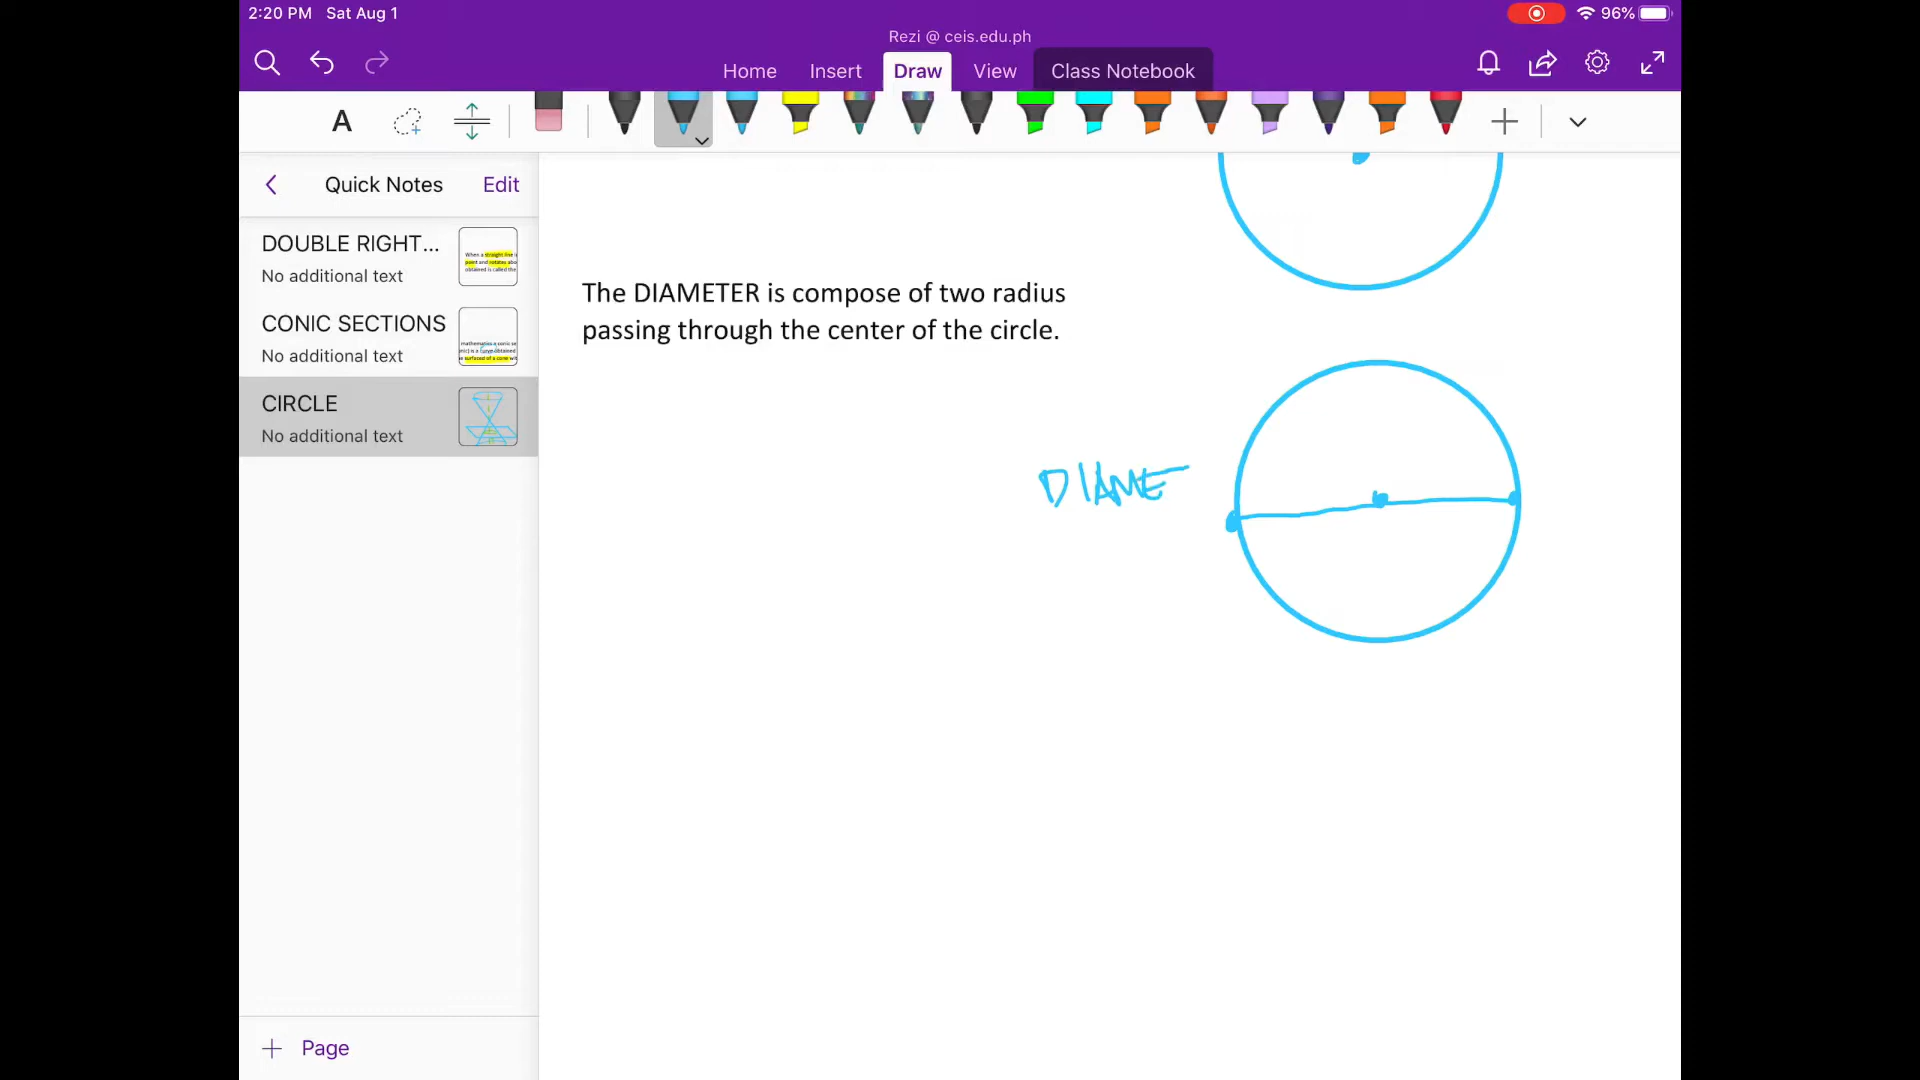 2:20 PM Sat Aug 1
96%
Rezi @ ceis.edu.ph
Home Insert Draw View Class Notebook
A
Quick Notes Edit
DOUBLE RIGHT...
No additional text
CONIC SECTIONS
No additional text
CIRCLE
No additional text
Page
The DIAMETER is compose of two radius
passing through the center of the circle.
DIAME